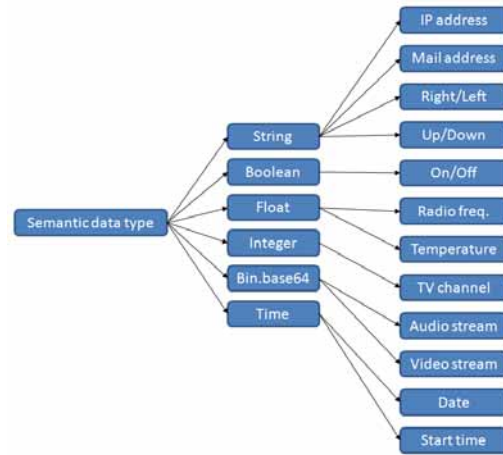 Semantic data type
String
Boolean
Float
Integer
Bin.base64
Time
IP address
Mail address
Right/Left
Up/Down
On/Off
Radio freq.
Temperature
TV channel
Audio stream
Video stream
Date
Start time